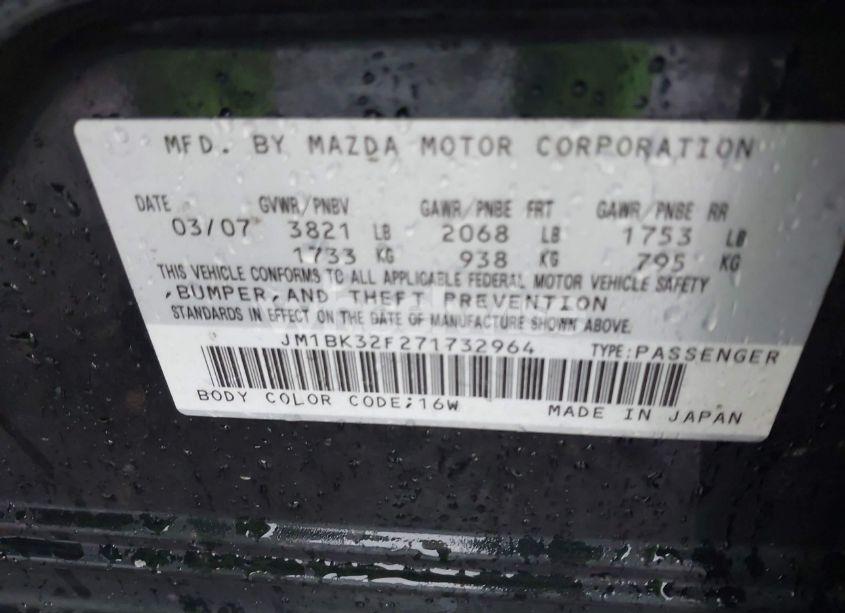 MFD. BY MAZDA MOTOR CORPORATION
DATE GVWR/PNBV GAWR/PNBE FRT GAWR/PNBE RR
03/07 3821 LB 2068 LB 1753 LB
1733 KG 938 KG 795 KG
THIS VEHICLE CONFORMS TO ALL APPLICABLE FEDERAL MOTOR VEHICLE SAFETY
,BUMPER,AND THEFT PREVENTION
STANDARDS IN EFFECT ON THE DATE OF MANUFACTURE SHOWN ABOVE.
JM1BK32F271732964 TYPE:PASSENGER
BODY COLOR CODE;16W MADE IN JAPAN